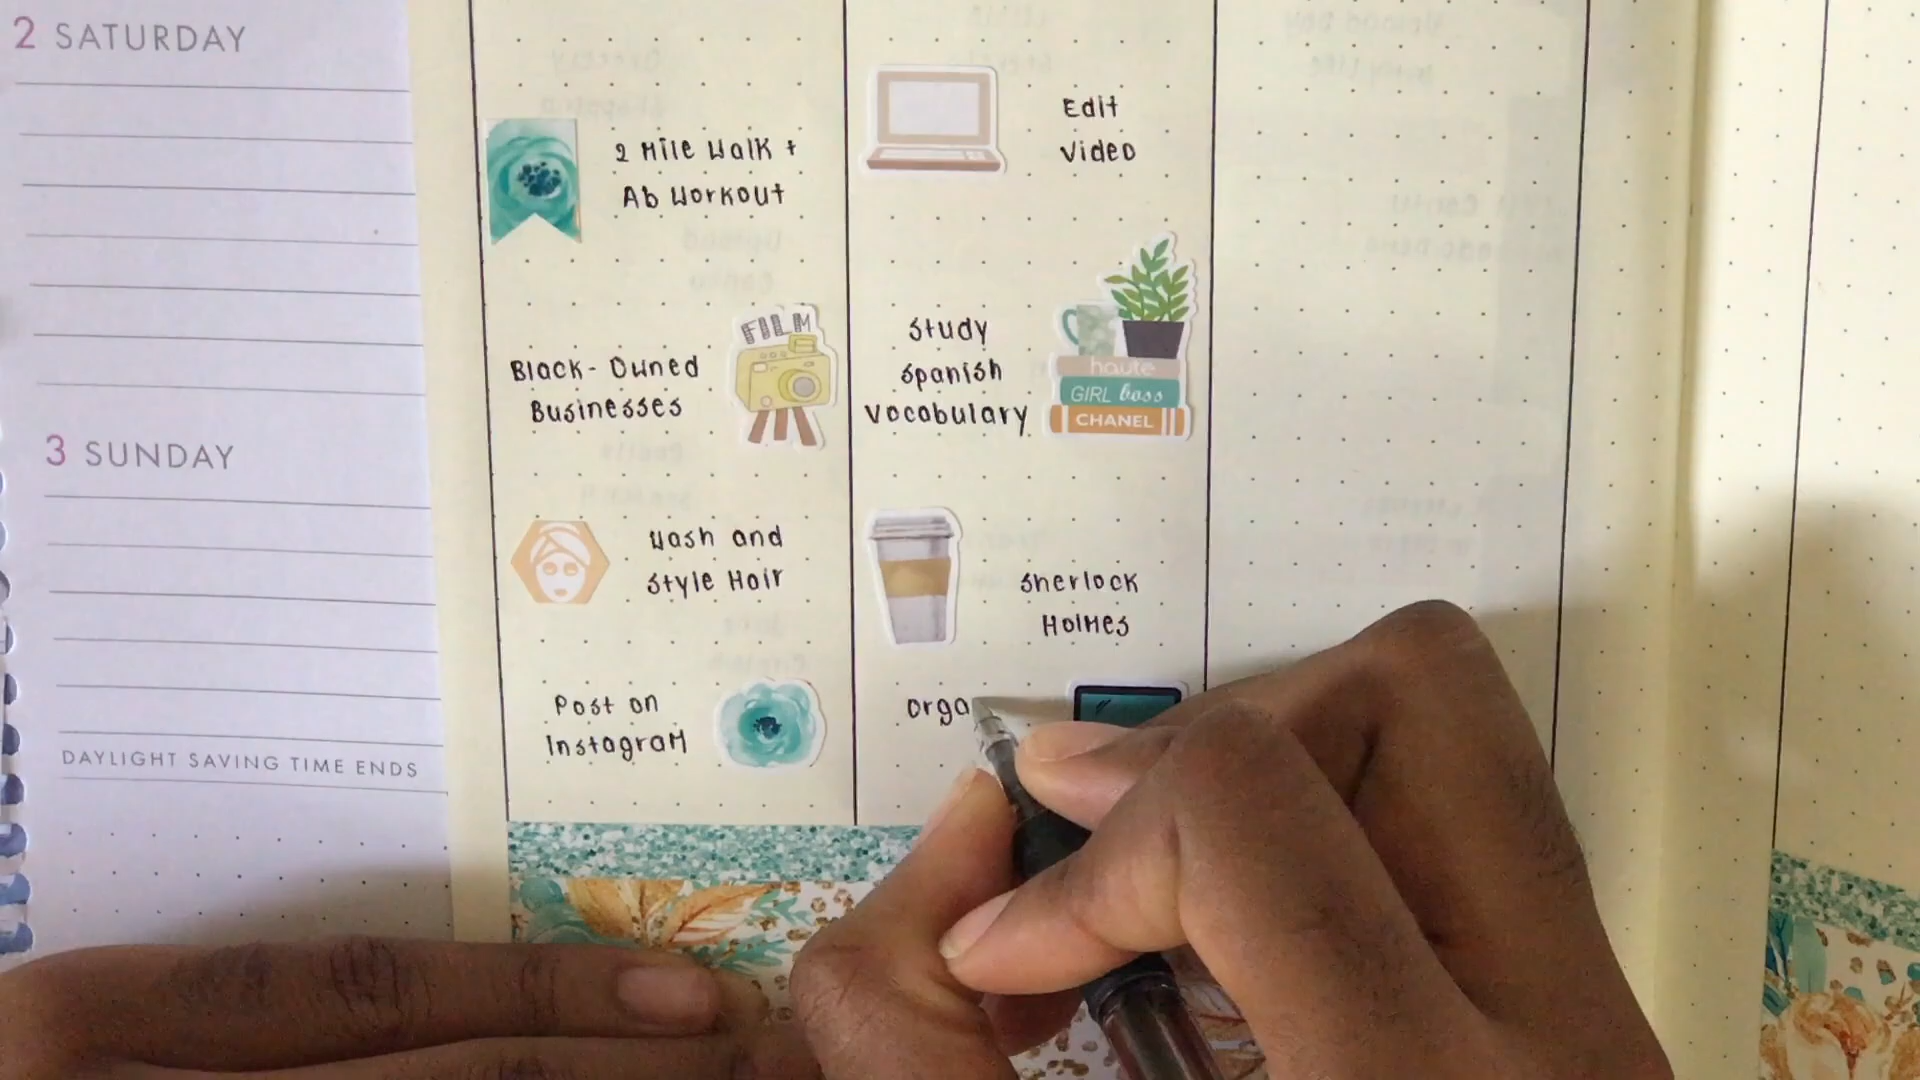 2 SATURDAY
3 SUNDAY
DAYLIGHT SAVING TIME ENDS
2 Mile Walk +
Ab Workout
Black-Owned
Businesses
FILM
Wash and
Style Hair
Post on
Instagram
Edit
Video
Study
Spanish
Vocabulary
haute
GIRL boss
CHANEL
Sherlock
Holmes
Orga